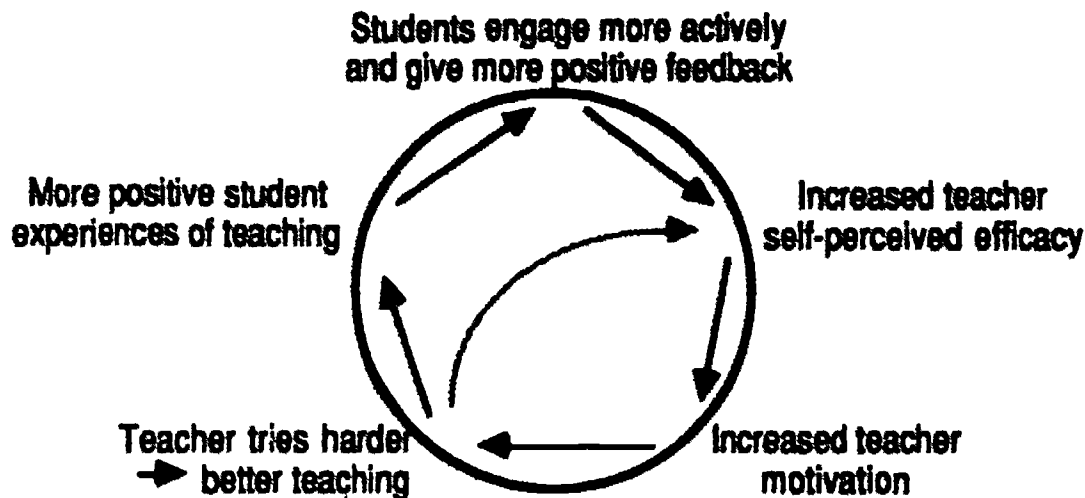 Students engage more actively
and give more positive feedback
More positive student
experiences of teaching
Increased teacher
self-perceived efficacy
Teacher tries harder
→ better teaching
Increased teacher
motivation